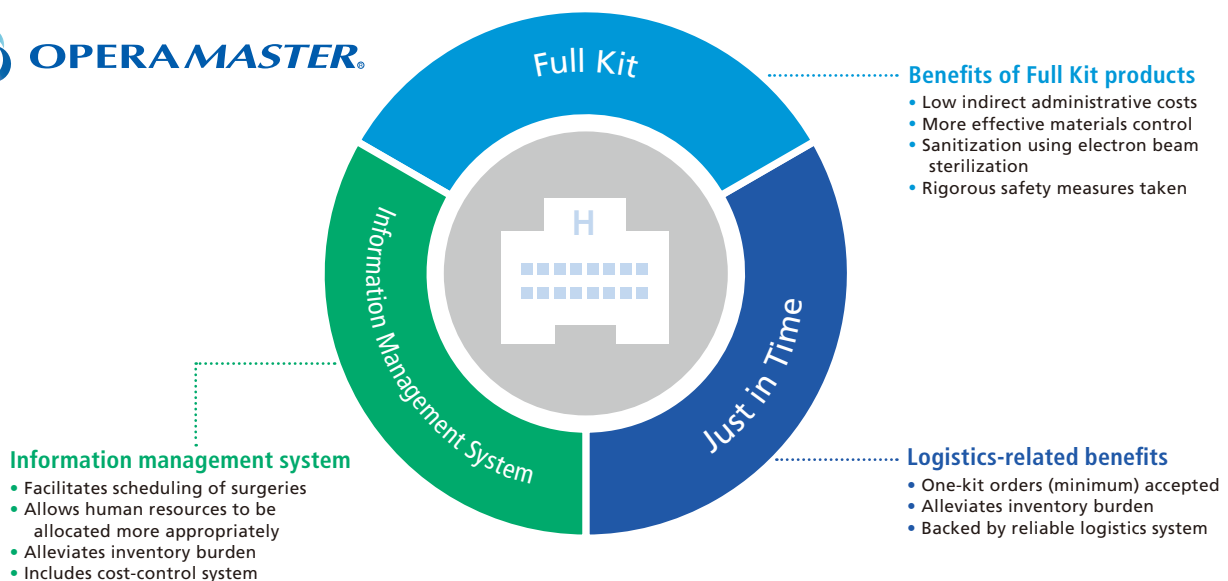 OPERAMASTER®
Full Kit
Benefits of Full Kit products
• Low indirect administrative costs
• More effective materials control
• Sanitization using electron beam
sterilization
• Rigorous safety measures taken
H
Information Management System
Just in Time
Information management system
• Facilitates scheduling of surgeries
• Allows human resources to be
allocated more appropriately
• Alleviates inventory burden
• Includes cost-control system
Logistics-related benefits
• One-kit orders (minimum) accepted
• Alleviates inventory burden
• Backed by reliable logistics system